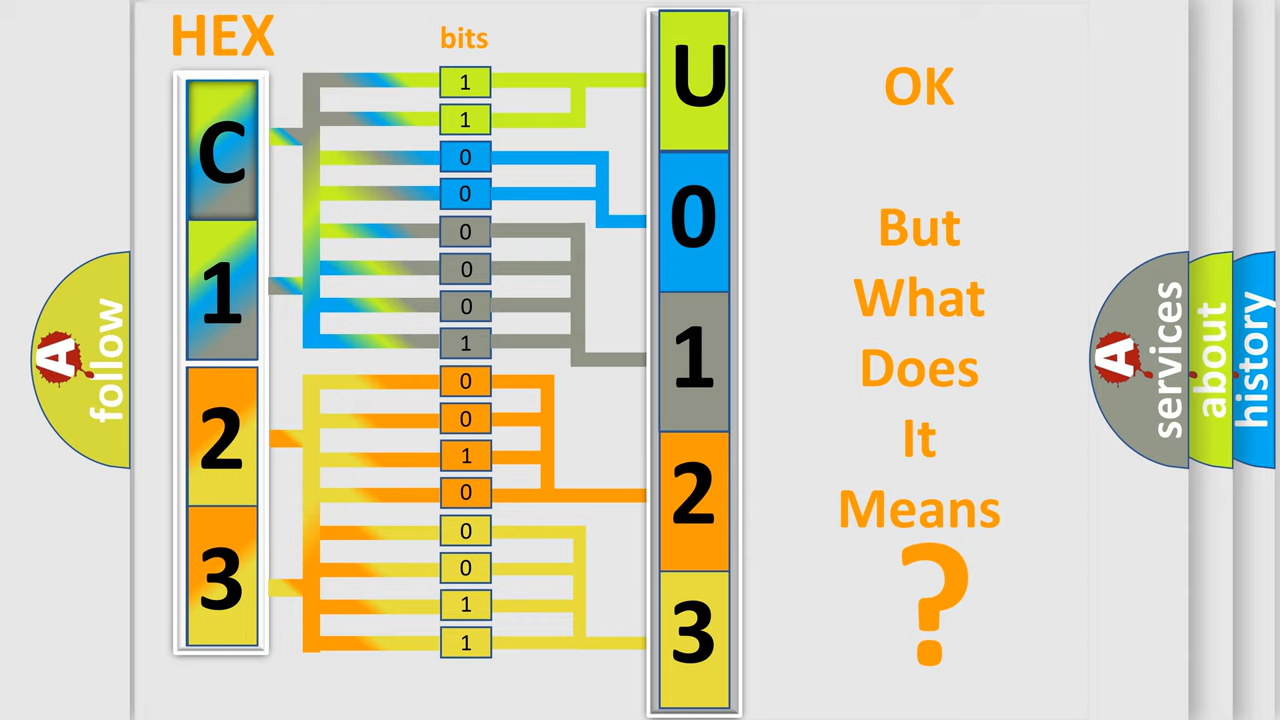 HEX
bits
C
1
2
3
1
1
0
0
0
0
0
1
0
0
1
0
0
0
1
1
U
0
1
2
3
OK
But
What
Does
It
Means
?
A
follow
A
services
about
history